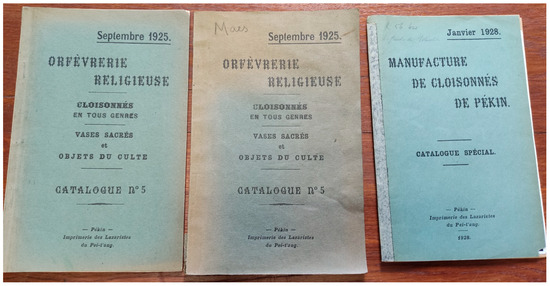 Septembre 1925.
ORFÈVRERIE
RELIGIEUSE
CLOISONNÉS
EN TOUS GENRES
VASES SACRÉS
et
OBJETS DU CULTE
CATALOGUE Nº 5
— Pékin —
Imprimerie des Lazaristes
du Pei-t'ang.
Maes
Septembre 1925.
ORFÈVRERIE
RELIGIEUSE
CLOISONNÉS
EN TOUS GENRES
VASES SACRÉS
et
OBJETS DU CULTE
CATALOGUE Nº 5
— Pékin —
Imprimerie des Lazaristes
du Pei-t'ang.
Janvier 1928.
MANUFACTURE
DE CLOISONNÉS
DE PÉKIN.
CATALOGUE SPÉCIAL.
— Pékin —
Imprimerie des Lazaristes
du Pei-t'ang.
1928.